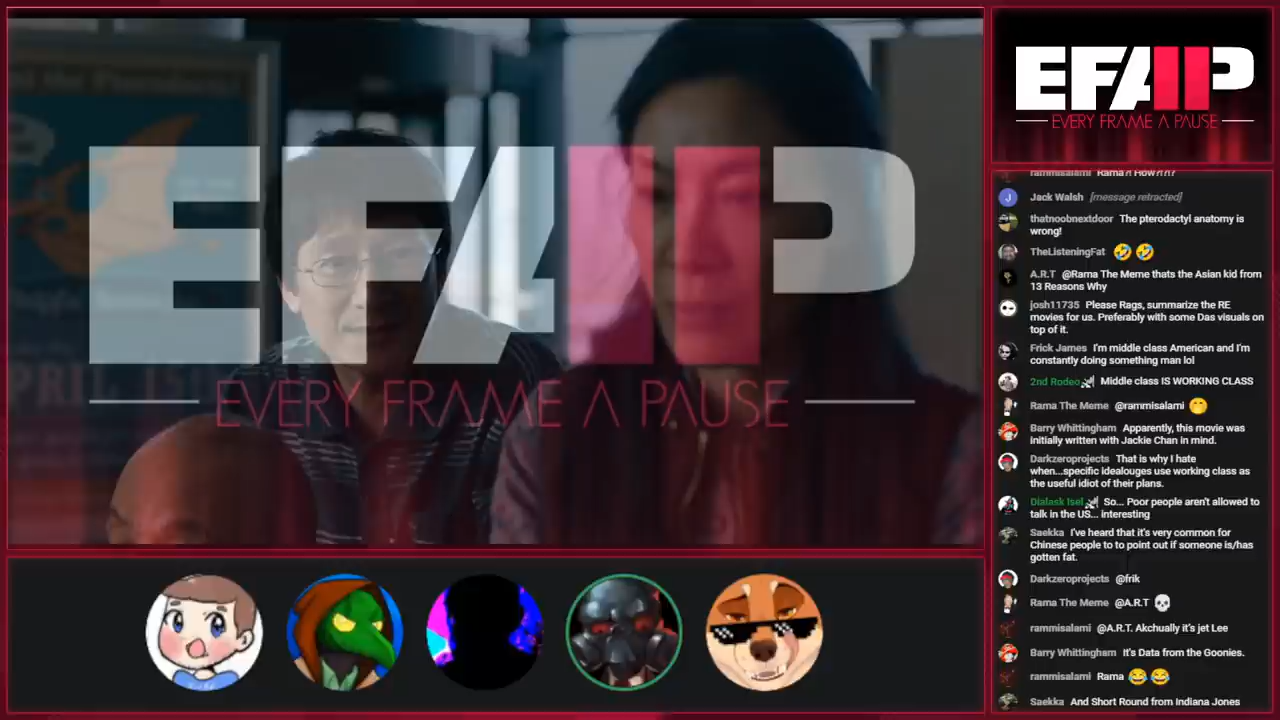 EFAP
EVERY FRAME A PAUSE
EFAP
EVERY FRAME A PAUSE
rammisalami Rama?! How?!?!?
Jack Walsh [message retracted]
thatnoobnextdoor The pterodactyl anatomy is
wrong!
TheListeningFat 🤣🤣
A.R.T @Rama The Meme thats the Asian kid from
13 Reasons Why
josh11735 Please Rags, summarize the RE
movies for us. Preferably with some Das visuals on
top of it.
Frick James I'm middle class American and I'm
constantly doing something man lol
2nd Rodeo Middle class IS WORKING CLASS
Rama The Meme @rammisalami 🤭
Barry Whittingham Apparently, this movie was
initially written with Jackie Chan in mind.
Darkzeroprojects That is why I hate
when...specific Idealouges use working class as
the useful idiot of their plans.
Dialask Isel So... Poor people aren't allowed to
talk in the US... interesting
Saekka I've heard that it's very common for
Chinese people to to point out if someone is/has
gotten fat.
Darkzeroprojects @frik
Rama The Meme @A.R.T 💀
rammisalami @A.R.T. Akchually it's jet Lee
Barry Whittingham It's Data from the Goonies.
rammisalami Rama 😂😂
Saekka And Short Round from Indiana Jones